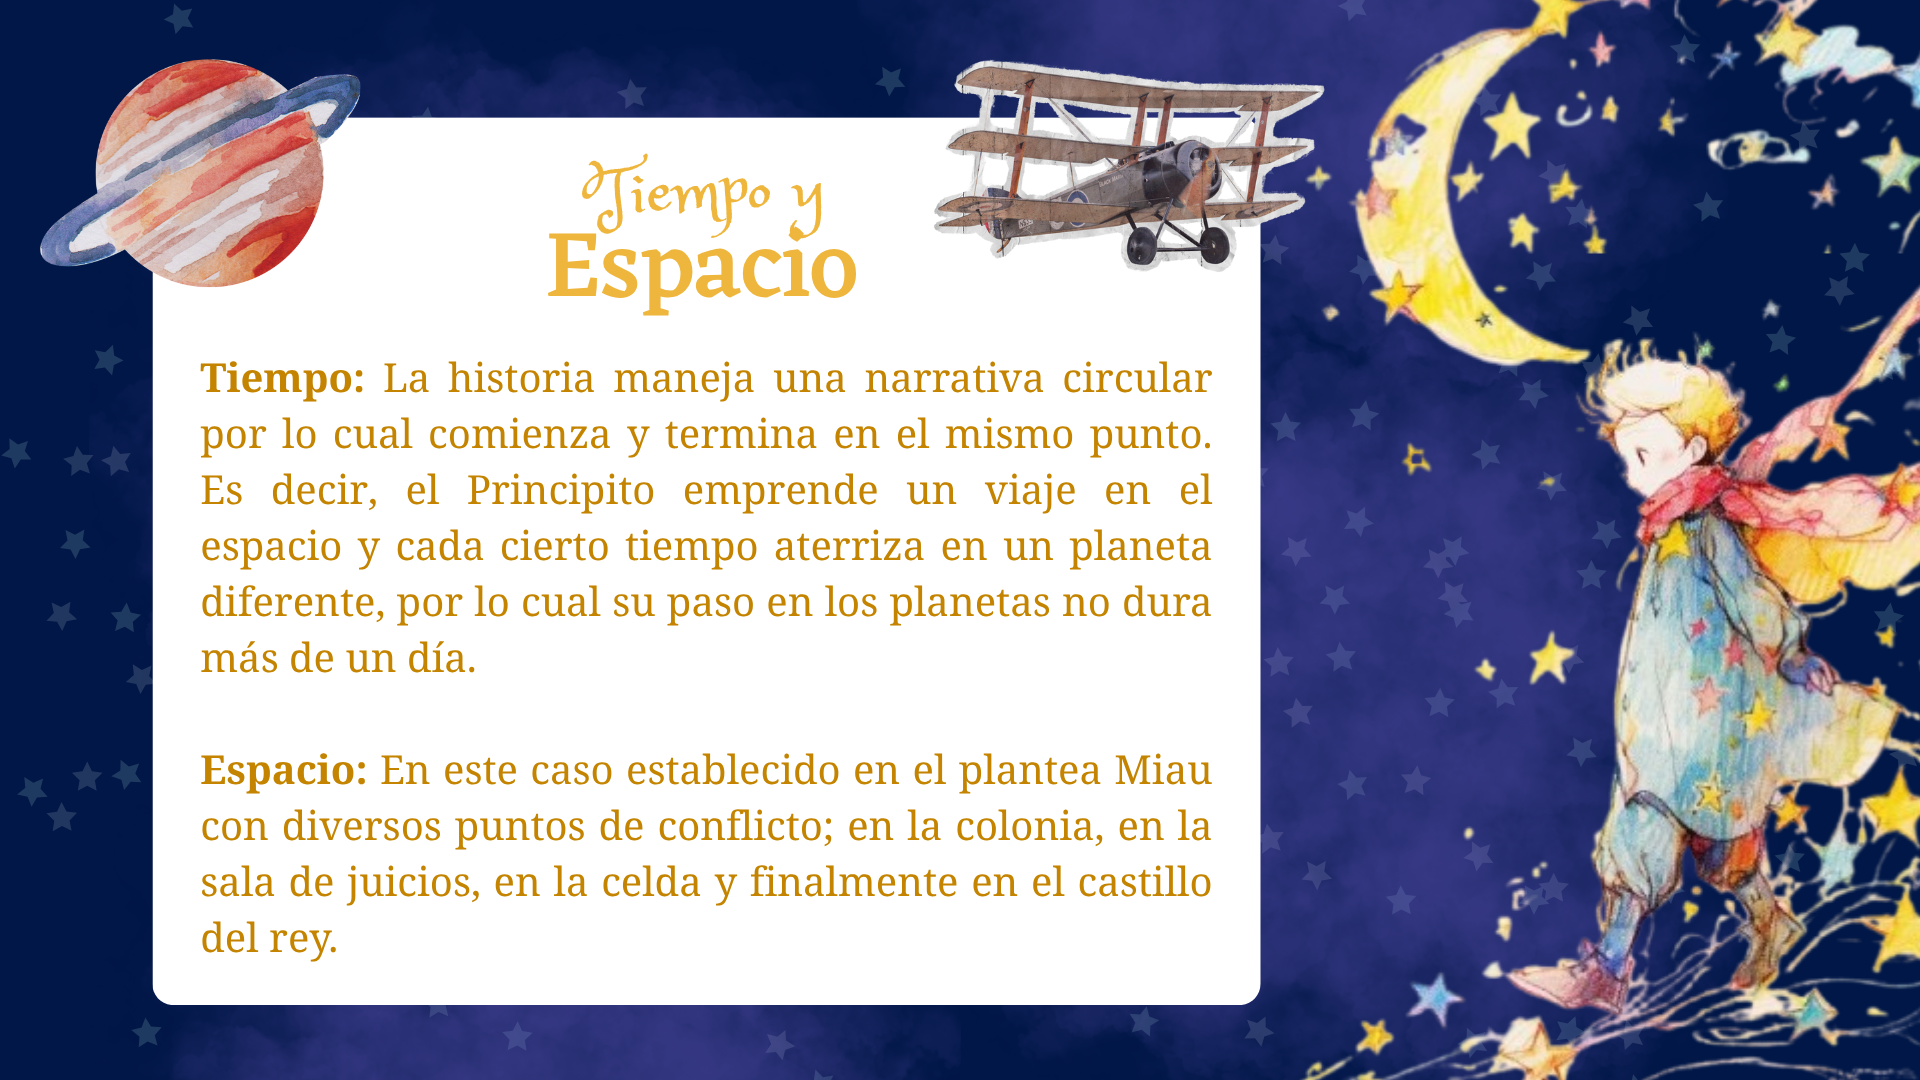 Tiempo y
Espacio
Tiempo: La historia maneja una narrativa circular
por lo cual comienza y termina en el mismo punto.
Es decir, el Principito emprende un viaje en el
espacio y cada cierto tiempo aterriza en un planeta
diferente, por lo cual su paso en los planetas no dura
más de un día.
Espacio: En este caso establecido en el plantea Miau
con diversos puntos de conflicto; en la colonia, en la
sala de juicios, en la celda y finalmente en el castillo
del rey.